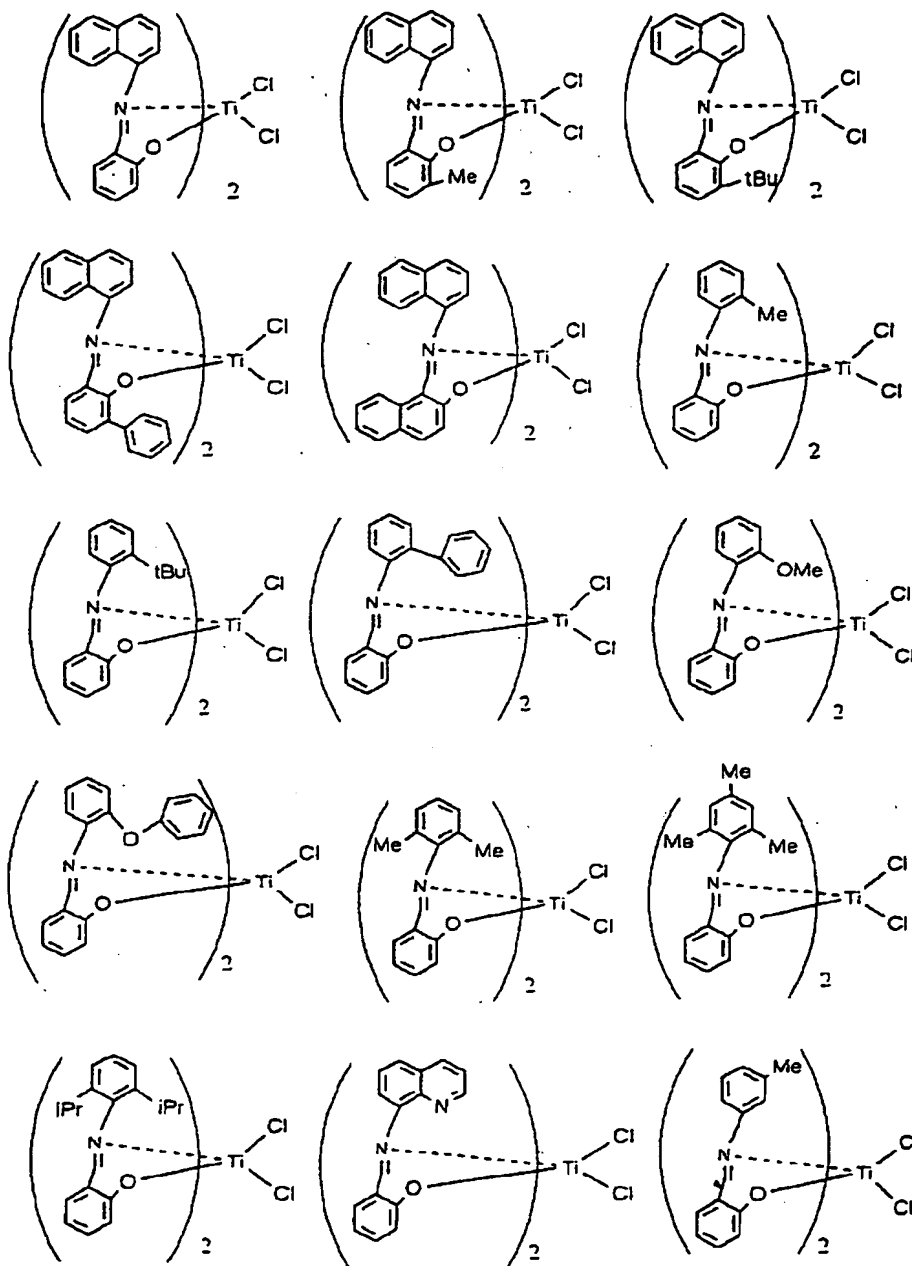 N O Ti Cl Cl 2
N O Me Ti Cl Cl 2
N O tBu Ti Cl Cl 2
N O Ti Cl Cl 2
N O Ti Cl Cl 2
Me N O Ti Cl Cl 2
tBu N O Ti Cl Cl 2
N O Ti Cl Cl 2
OMe N O Ti Cl Cl 2
O N O Ti Cl Cl 2
Me Me N O Ti Cl Cl 2
Me Me Me N O Ti Cl Cl 2
iPr iPr N O Ti Cl Cl 2
N N O Ti Cl Cl 2
Me N O Ti Cl Cl 2